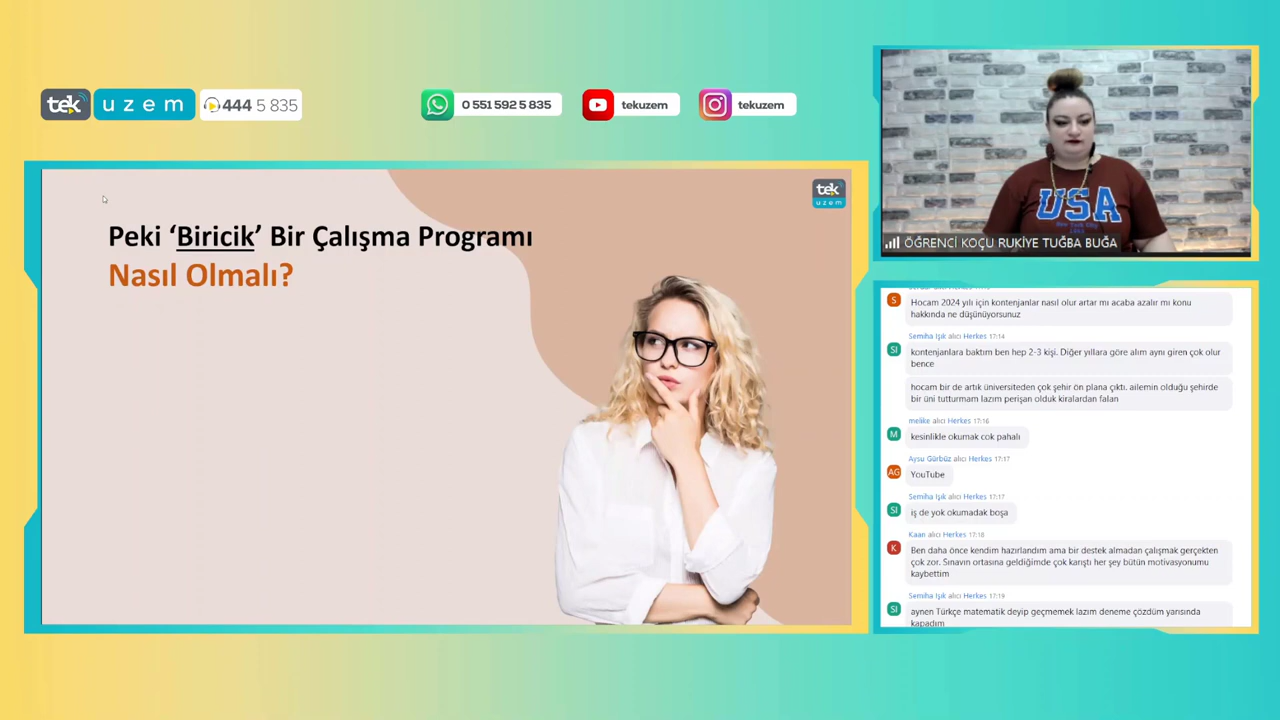 tek
uzem
444 5 835
0 551 592 5 835
tekuzem
tekuzem
tek
uzem
Peki ‘Biricik’ Bir Çalışma Programı
Nasıl Olmalı?
USA
New York City
ÖĞRENCİ KOÇU RUKİYE TUĞBA BUĞA
S
Hocam 2024 yılı için kontenjanlar nasıl olur artar mı acaba azalır mı konu
hakkında ne düşünüyorsunuz
Semiha Işık alıcı Herkes 17:14
SI
kontenjanlara baktım ben hep 2-3 kişi. Diğer yıllara göre alım aynı giren çok olur
bence
hocam bir de artık üniversiteden çok şehir ön plana çıktı. ailemin olduğu şehirde
bir üni tutturmam lazım perişan olduk kiralardan falan
melike alıcı Herkes 17:16
M
kesinlikle okumak cok pahalı
Aysu Gürbüz alıcı Herkes 17:17
AG
YouTube
Semiha Işık alıcı Herkes 17:17
SI
iş de yok okumadak boşa
Kaan alıcı Herkes 17:18
K
Ben daha önce kendim hazırlandım ama bir destek almadan çalışmak gerçekten
çok zor. Sınavın ortasına geldiğimde çok karıştı her şey bütün motivasyonumu
kaybettim
Semiha Işık alıcı Herkes 17:19
SI
aynen Türkçe matematik deyip geçmemek lazım deneme çözdüm yarısında
kapadım